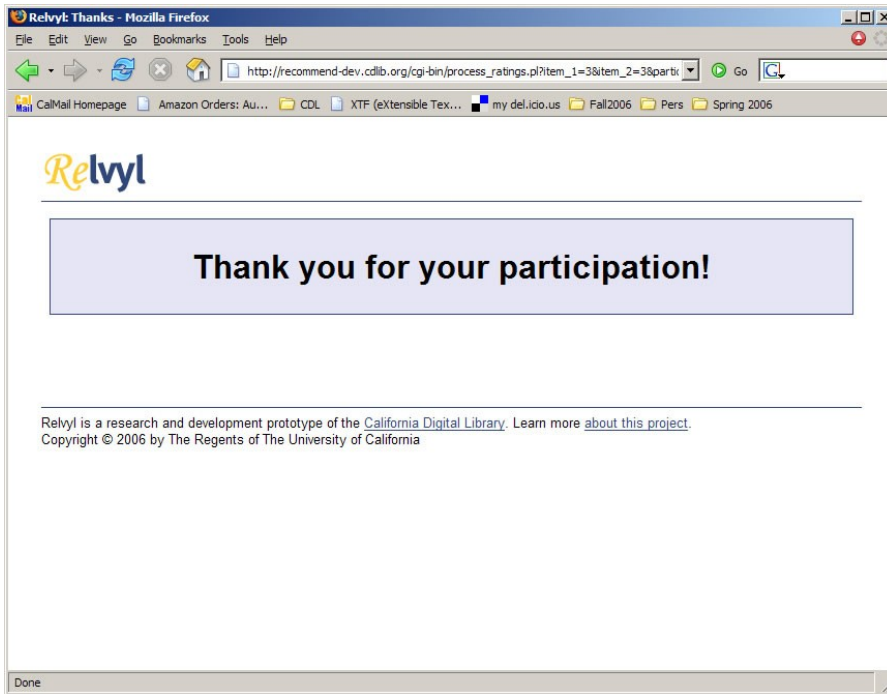 Relvyl: Thanks - Mozilla Firefox
File Edit View Go Bookmarks Tools Help
http://recommend-dev.cdlib.org/cgi-bin/process_ratings.pl?item_1=3&item_2=3&partic Go G
Mail CalMail Homepage Amazon Orders: Au... CDL XTF (eXtensible Tex... my del.icio.us Fall2006 Pers Spring 2006
Relvyl
Thank you for your participation!
Relvyl is a research and development prototype of the California Digital Library. Learn more about this project.
Copyright © 2006 by The Regents of The University of California
Done